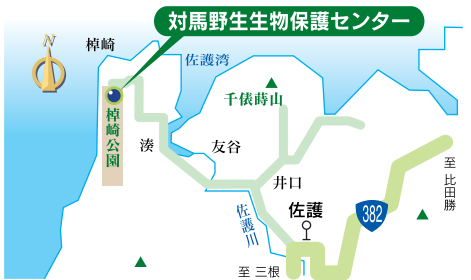 対馬野生生物保護センター
N
棹崎
佐護湾
千俵蒔山
棹崎公園
湊
友谷
井口
至 比田勝
佐護
佐護川
382
至 三根